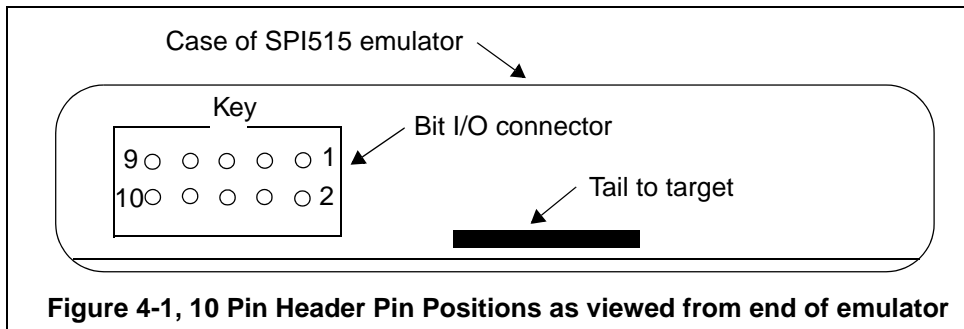 Case of SPI515 emulator
Key
Bit I/O connector
9 1
10 2
Tail to target
Figure 4-1, 10 Pin Header Pin Positions as viewed from end of emulator